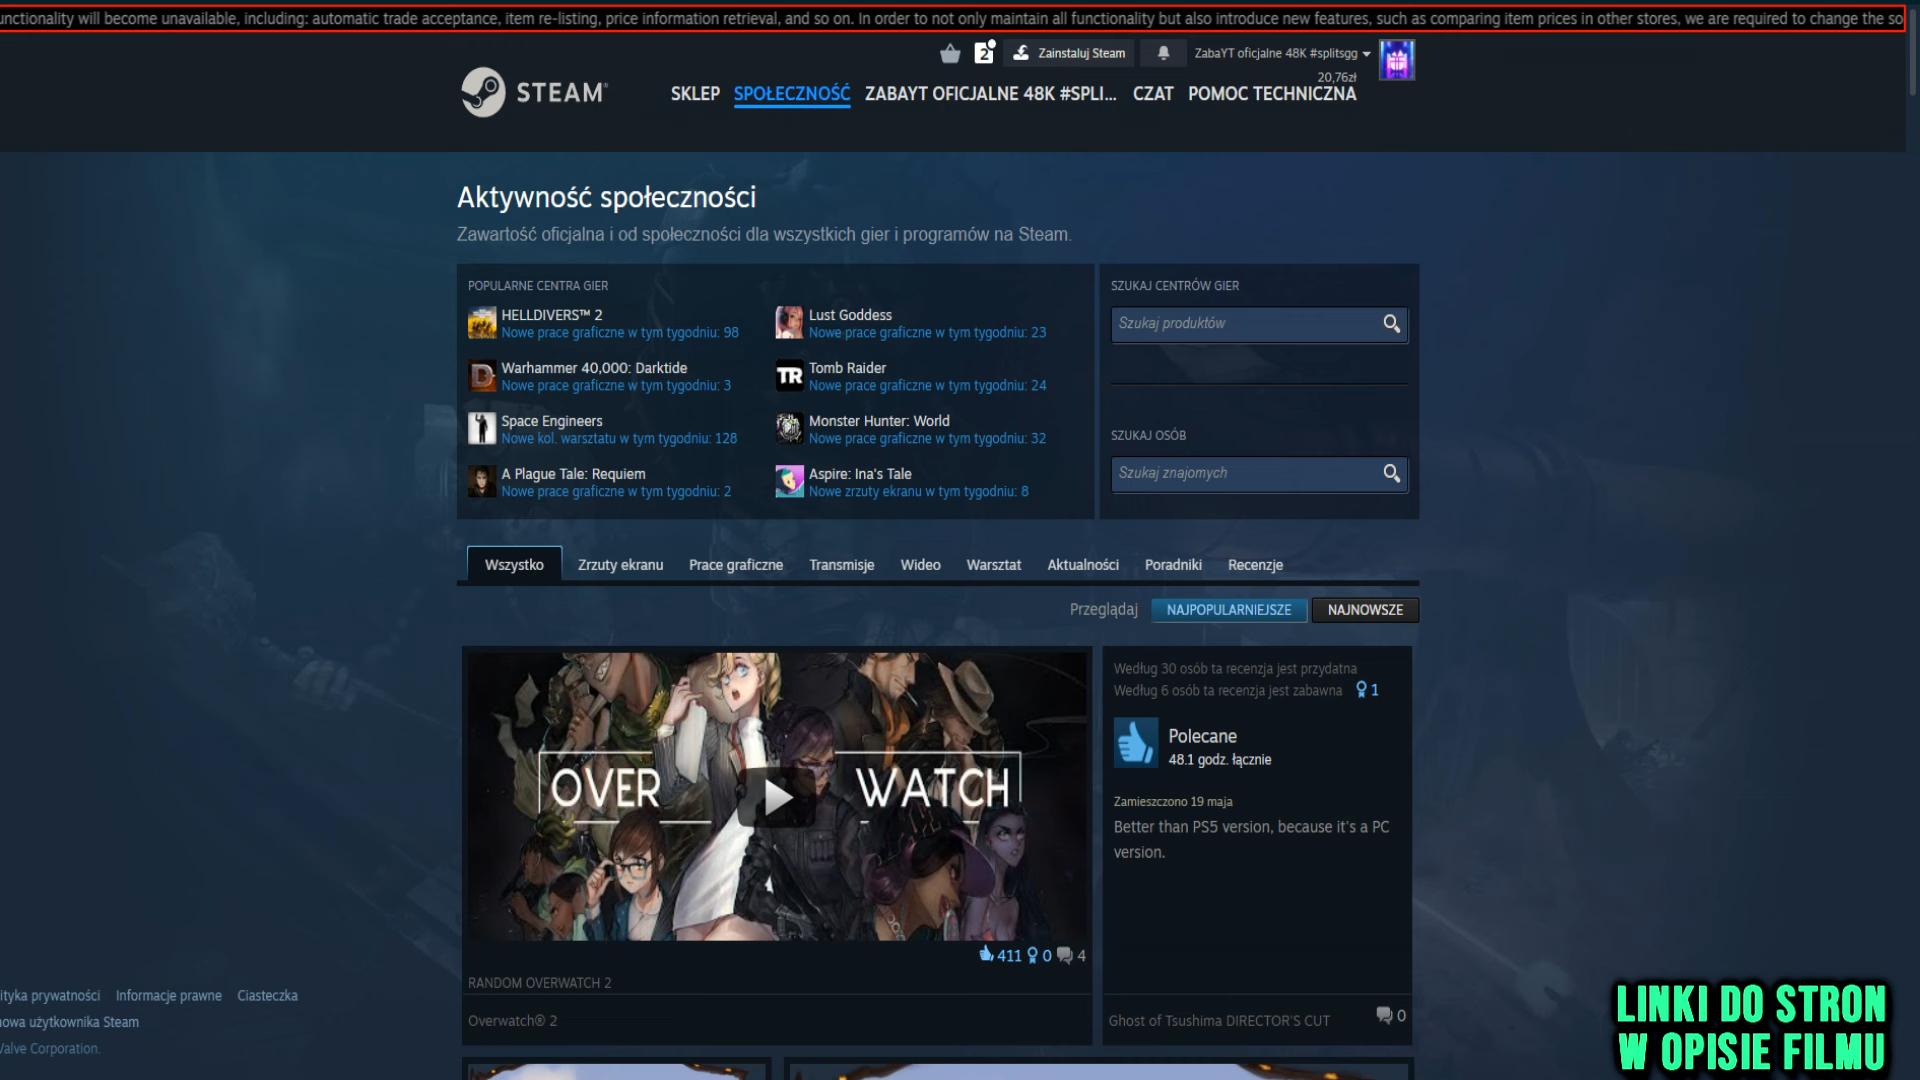 functionality will become unavailable, including: automatic trade acceptance, item re-listing, price information retrieval, and so on. In order to not only maintain all functionality but also introduce new features, such as comparing item prices in other stores, we are required to change the so
2
Zainstaluj Steam
ZabaYT oficjalne 48K #splitsgg
20,76zł
STEAM
SKLEP SPOŁECZNOŚĆ ZABAYT OFICJALNE 48K #SPLI... CZAT POMOC TECHNICZNA
Aktywność społeczności
Zawartość oficjalna i od społeczności dla wszystkich gier i programów na Steam.
POPULARNE CENTRA GIER
HELLDIVERS™ 2
Nowe prace graficzne w tym tygodniu: 98
Lust Goddess
Nowe prace graficzne w tym tygodniu: 23
Warhammer 40,000: Darktide
Nowe prace graficzne w tym tygodniu: 3
TR
Tomb Raider
Nowe prace graficzne w tym tygodniu: 24
Space Engineers
Nowe kol. warsztatu w tym tygodniu: 128
Monster Hunter: World
Nowe prace graficzne w tym tygodniu: 32
A Plague Tale: Requiem
Nowe prace graficzne w tym tygodniu: 2
Aspire: Ina's Tale
Nowe zrzuty ekranu w tym tygodniu: 8
SZUKAJ CENTRÓW GIER
Szukaj produktów
SZUKAJ OSÓB
Szukaj znajomych
Wszystko Zrzuty ekranu Prace graficzne Transmisje Wideo Warsztat Aktualności Poradniki Recenzje
Przeglądaj NAJPOPULARNIEJSZE NAJNOWSZE
OVER WATCH
411 0 4
RANDOM OVERWATCH 2
Overwatch® 2
Według 30 osób ta recenzja jest przydatna
Według 6 osób ta recenzja jest zabawna 1
Polecane
48.1 godz. łącznie
Zamieszczono 19 maja
Better than PS5 version, because it's a PC
version.
Ghost of Tsushima DIRECTOR'S CUT
0
ityka prywatności Informacje prawne Ciasteczka
nowa użytkownika Steam
Valve Corporation.
LINKI DO STRON
W OPISIE FILMU